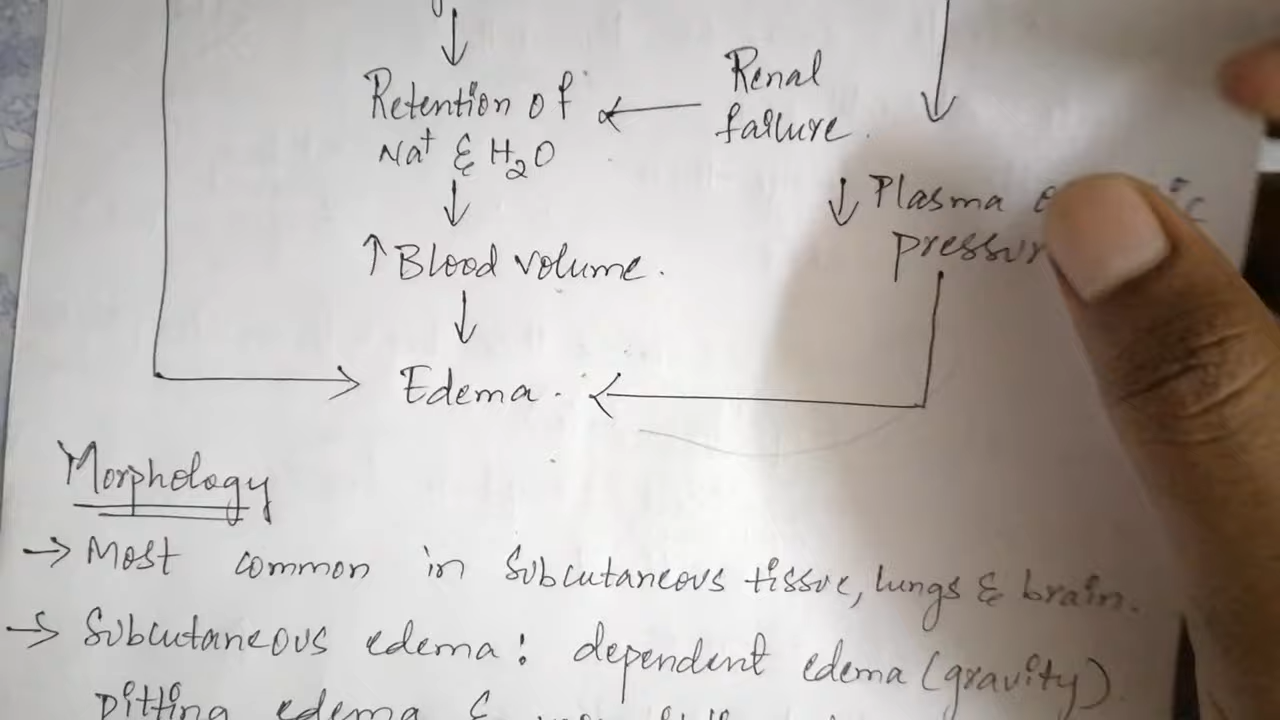 ↓
Retention of ← Renal failure.
Na⁺ & H₂O
↓
↑ Blood volume.
↓
↓ Plasma
Edema.
Morphology
→ Most common in subcutaneous tissue, lungs & brain.
→ Subcutaneous edema: dependent edema (gravity)
Pitting edema &